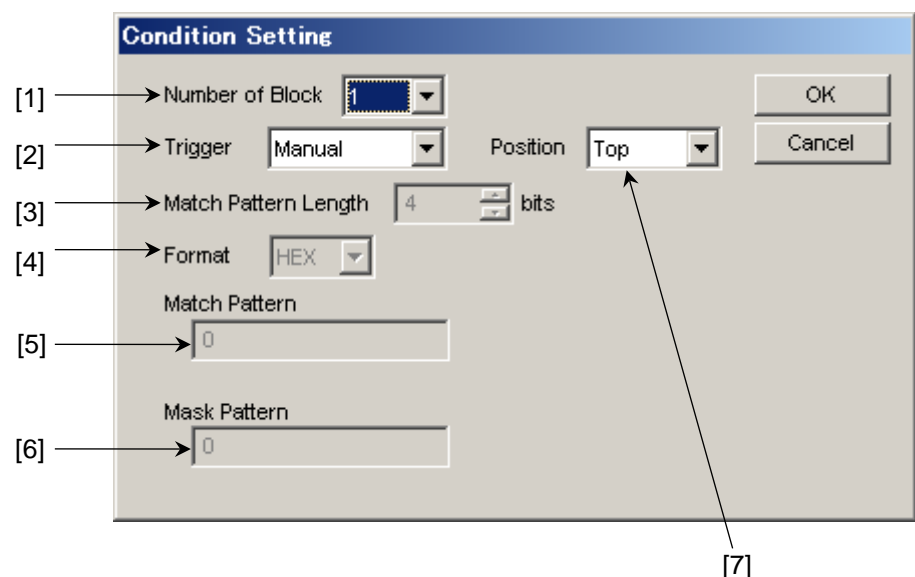 Condition Setting
[1] Number of Block 1 OK
[2] Trigger Manual Position Top Cancel
[3] Match Pattern Length 4 bits
[4] Format HEX
Match Pattern
[5] 0
Mask Pattern
[6] 0
[7]